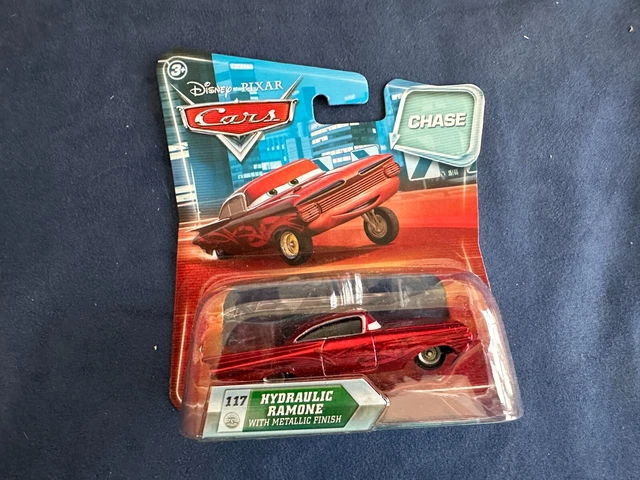 3+
Disney PIXAR
Cars
CHASE
117
HYDRAULIC
RAMONE
WITH METALLIC FINISH